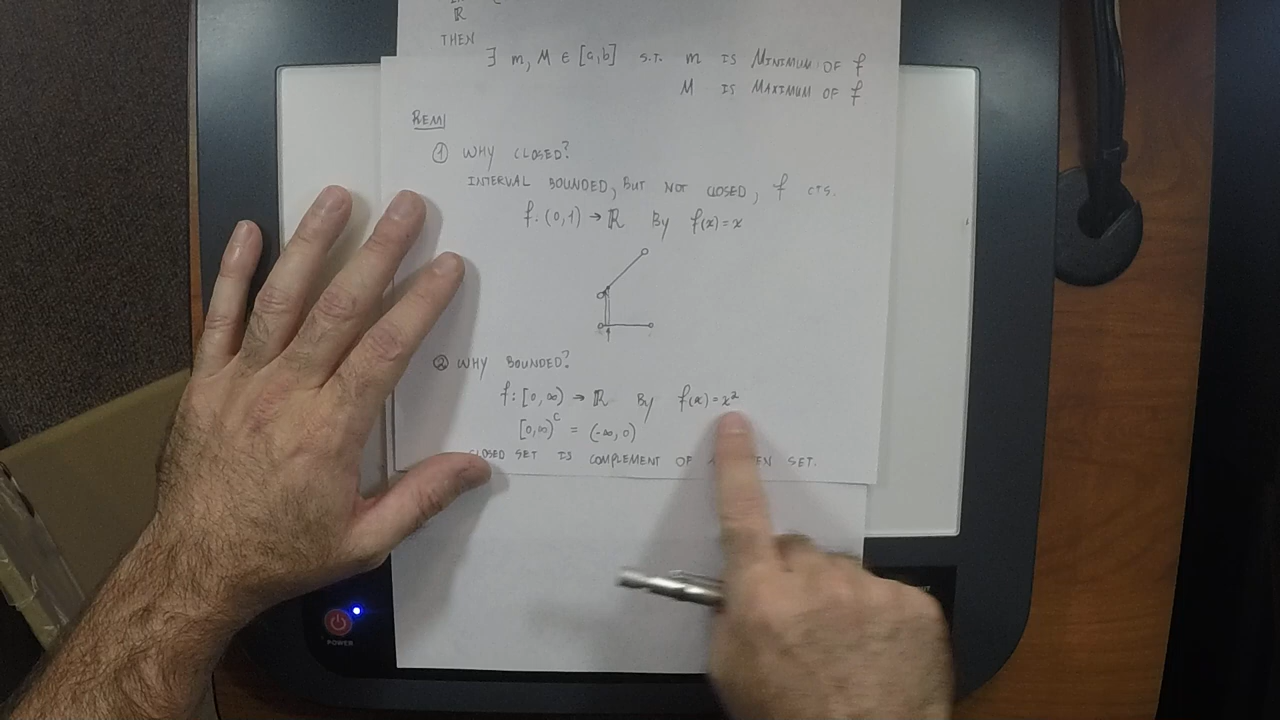 ℝ
THEN
∃ m, M ∈ [a,b] S.T. m IS MINIMUM OF f
M IS MAXIMUM OF f
REM
① WHY CLOSED?
INTERVAL BOUNDED, BUT NOT CLOSED, f CTS.
f: (0,1) → ℝ BY f(x)=x
② WHY BOUNDED?
f: [0,∞) → ℝ BY f(x)=x²
[0,∞)ᶜ = (-∞,0)
CLOSED SET IS COMPLEMENT OF SET.
POWER